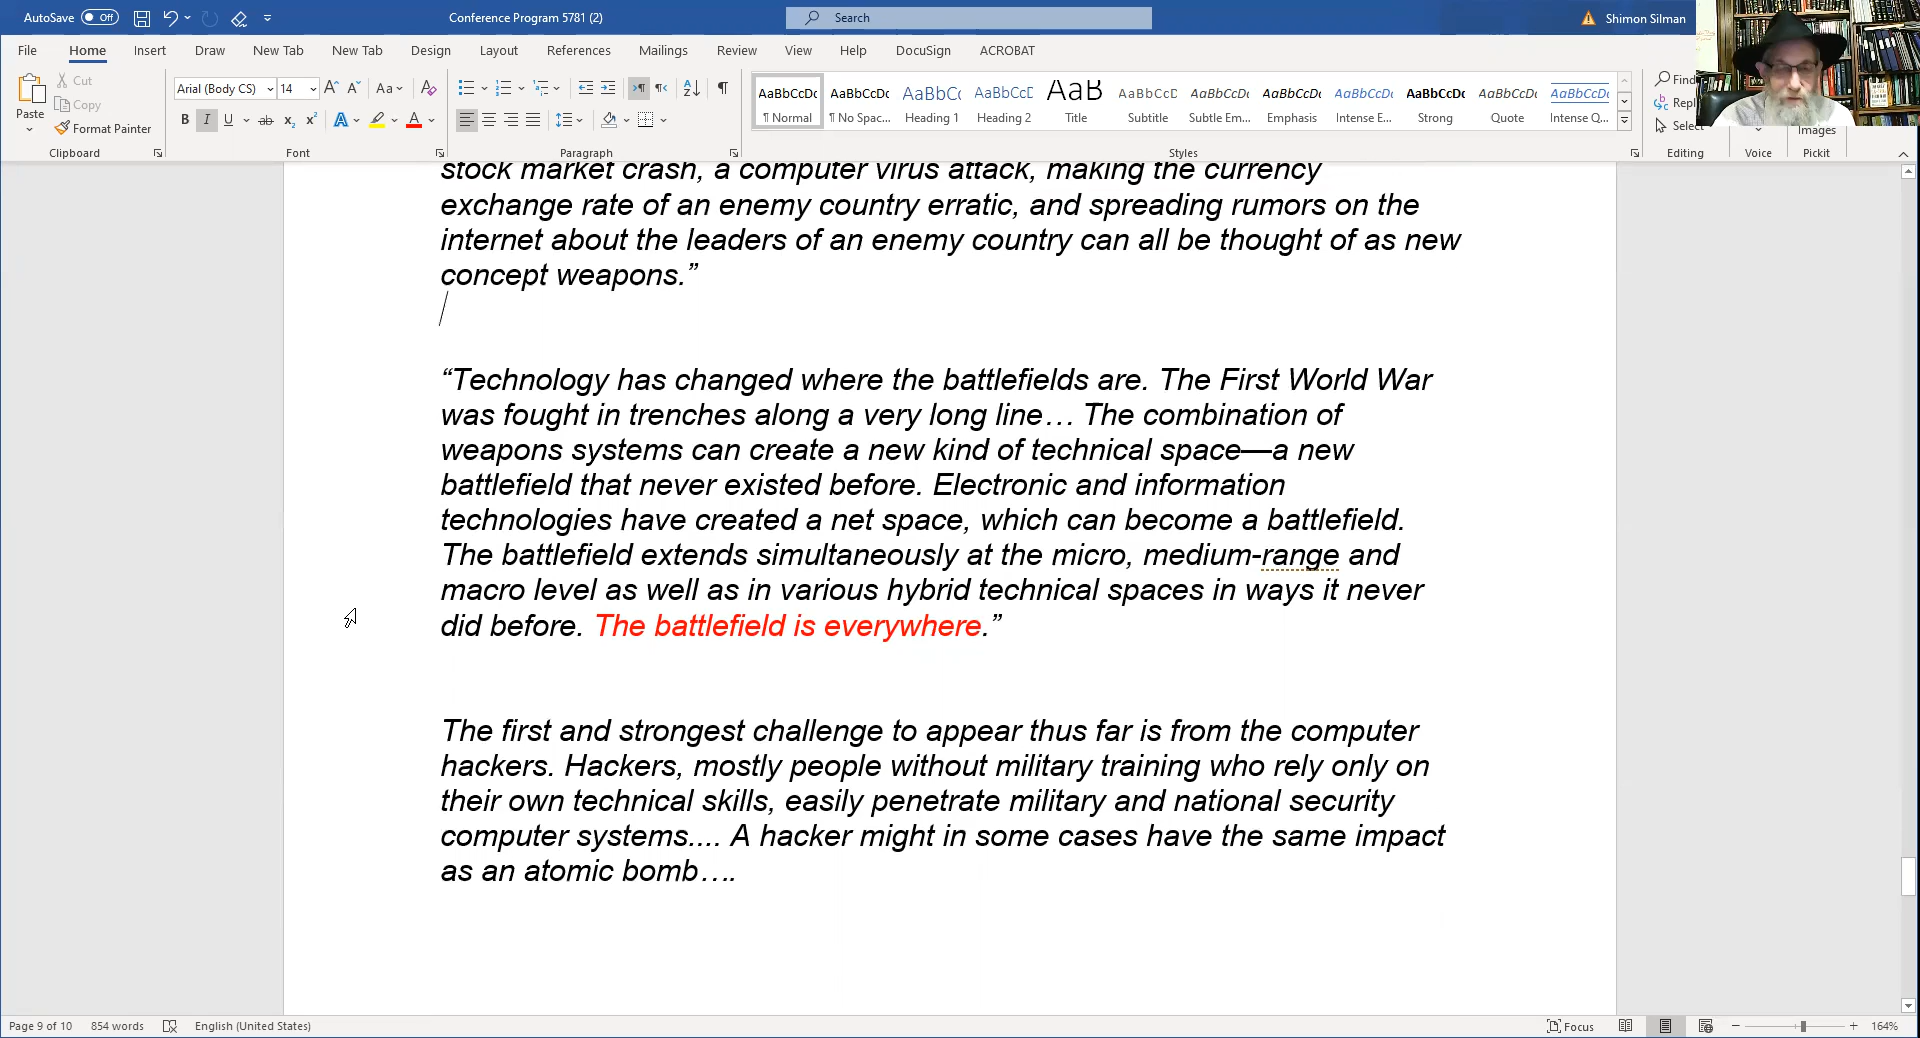 AutoSave Off Conference Program 5781 (2) Search Shimon Silman
File Home Insert Draw New Tab New Tab Design Layout References Mailings Review View Help DocuSign ACROBAT
Paste Cut Copy Format Painter
Arial (Body CS) 14 Aa
B I U ab x₂ x² A A
AaBbCcDc AaBbCcDc AaBbC( AaBbCcD AaB AaBbCcD AaBbCcDc AaBbCcDc AaBbCcDc AaBbCcDc AaBbCcDc AaBbCcDc
¶ Normal ¶ No Spac... Heading 1 Heading 2 Title Subtitle Subtle Em... Emphasis Intense E... Strong Quote Intense Q...
Find
Repl
Select
Images
Clipboard Font Paragraph Styles Editing Voice Pickit
stock market crash, a computer virus attack, making the currency
exchange rate of an enemy country erratic, and spreading rumors on the
internet about the leaders of an enemy country can all be thought of as new
concept weapons.”
“Technology has changed where the battlefields are. The First World War
was fought in trenches along a very long line… The combination of
weapons systems can create a new kind of technical space—a new
battlefield that never existed before. Electronic and information
technologies have created a net space, which can become a battlefield.
The battlefield extends simultaneously at the micro, medium-range and
macro level as well as in various hybrid technical spaces in ways it never
did before. The battlefield is everywhere.”
The first and strongest challenge to appear thus far is from the computer
hackers. Hackers, mostly people without military training who rely only on
their own technical skills, easily penetrate military and national security
computer systems.... A hacker might in some cases have the same impact
as an atomic bomb….
Page 9 of 10 854 words English (United States) Focus 164%